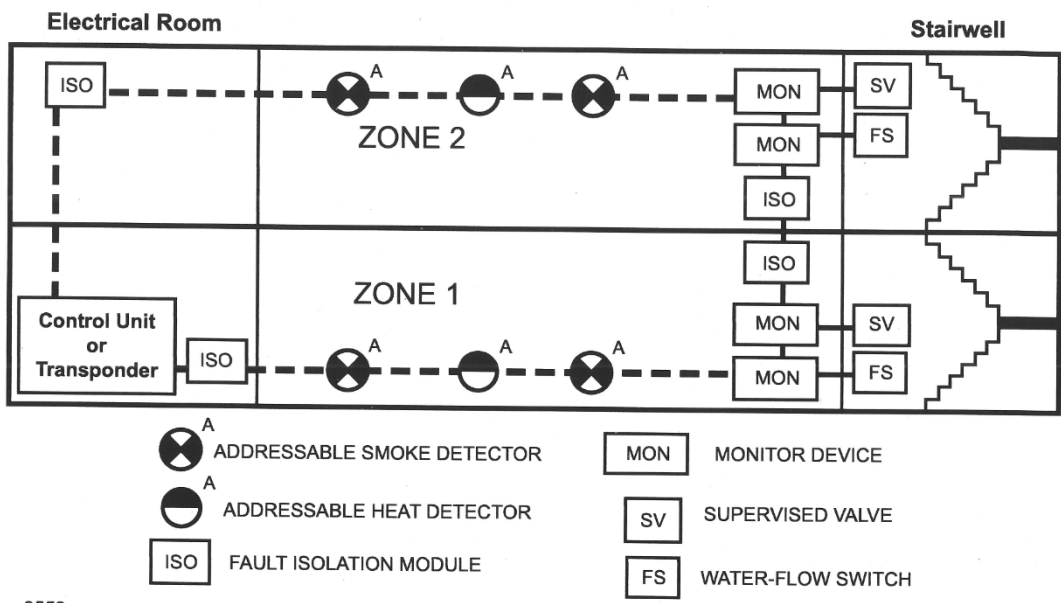 Electrical Room
Stairwell
ISO
A
A
A
MON
SV
ZONE 2
MON
FS
ISO
ISO
ZONE 1
Control Unit
or
Transponder
ISO
A
A
A
MON
SV
MON
FS
A
ADDRESSABLE SMOKE DETECTOR
MON
MONITOR DEVICE
A
ADDRESSABLE HEAT DETECTOR
SV
SUPERVISED VALVE
ISO
FAULT ISOLATION MODULE
FS
WATER-FLOW SWITCH